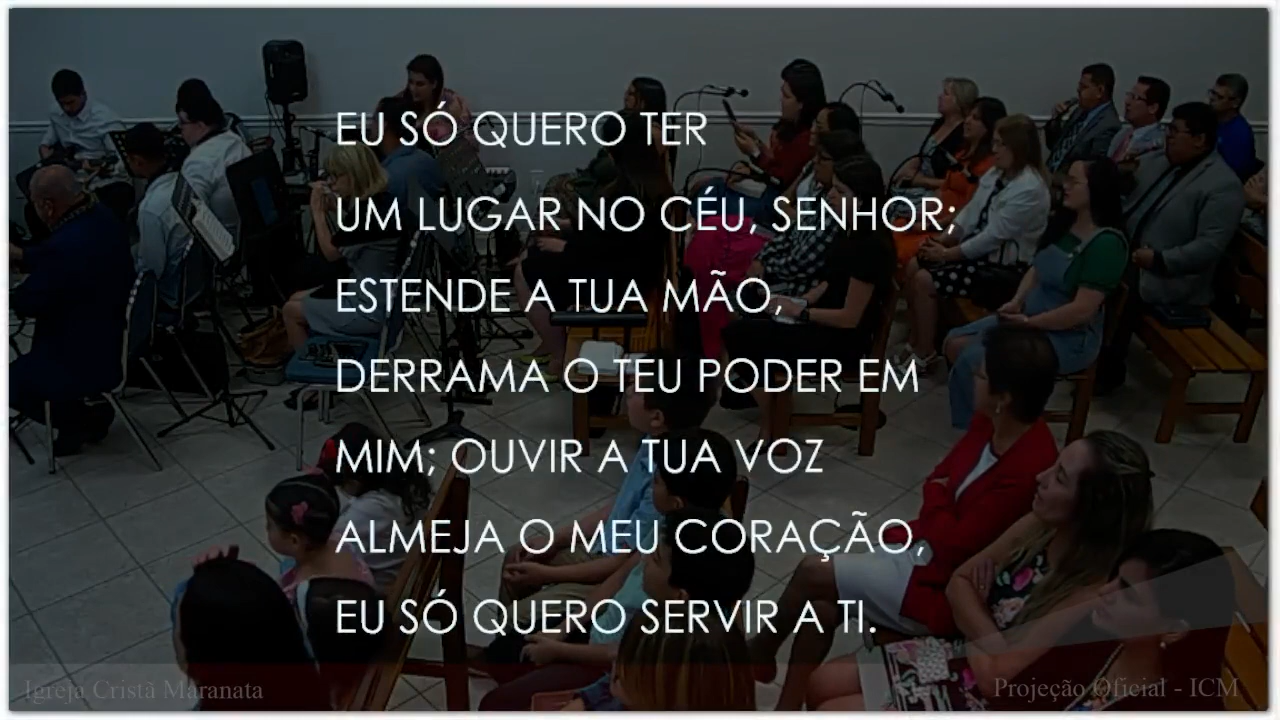 EU SÓ QUERO TER
UM LUGAR NO CÉU, SENHOR;
ESTENDE A TUA MÃO,
DERRAMA O TEU PODER EM
MIM; OUVIR A TUA VOZ
ALMEJA O MEU CORAÇÃO,
EU SÓ QUERO SERVIR A TI.
Igreja Cristã Maranata
Projeção Oficial - ICM